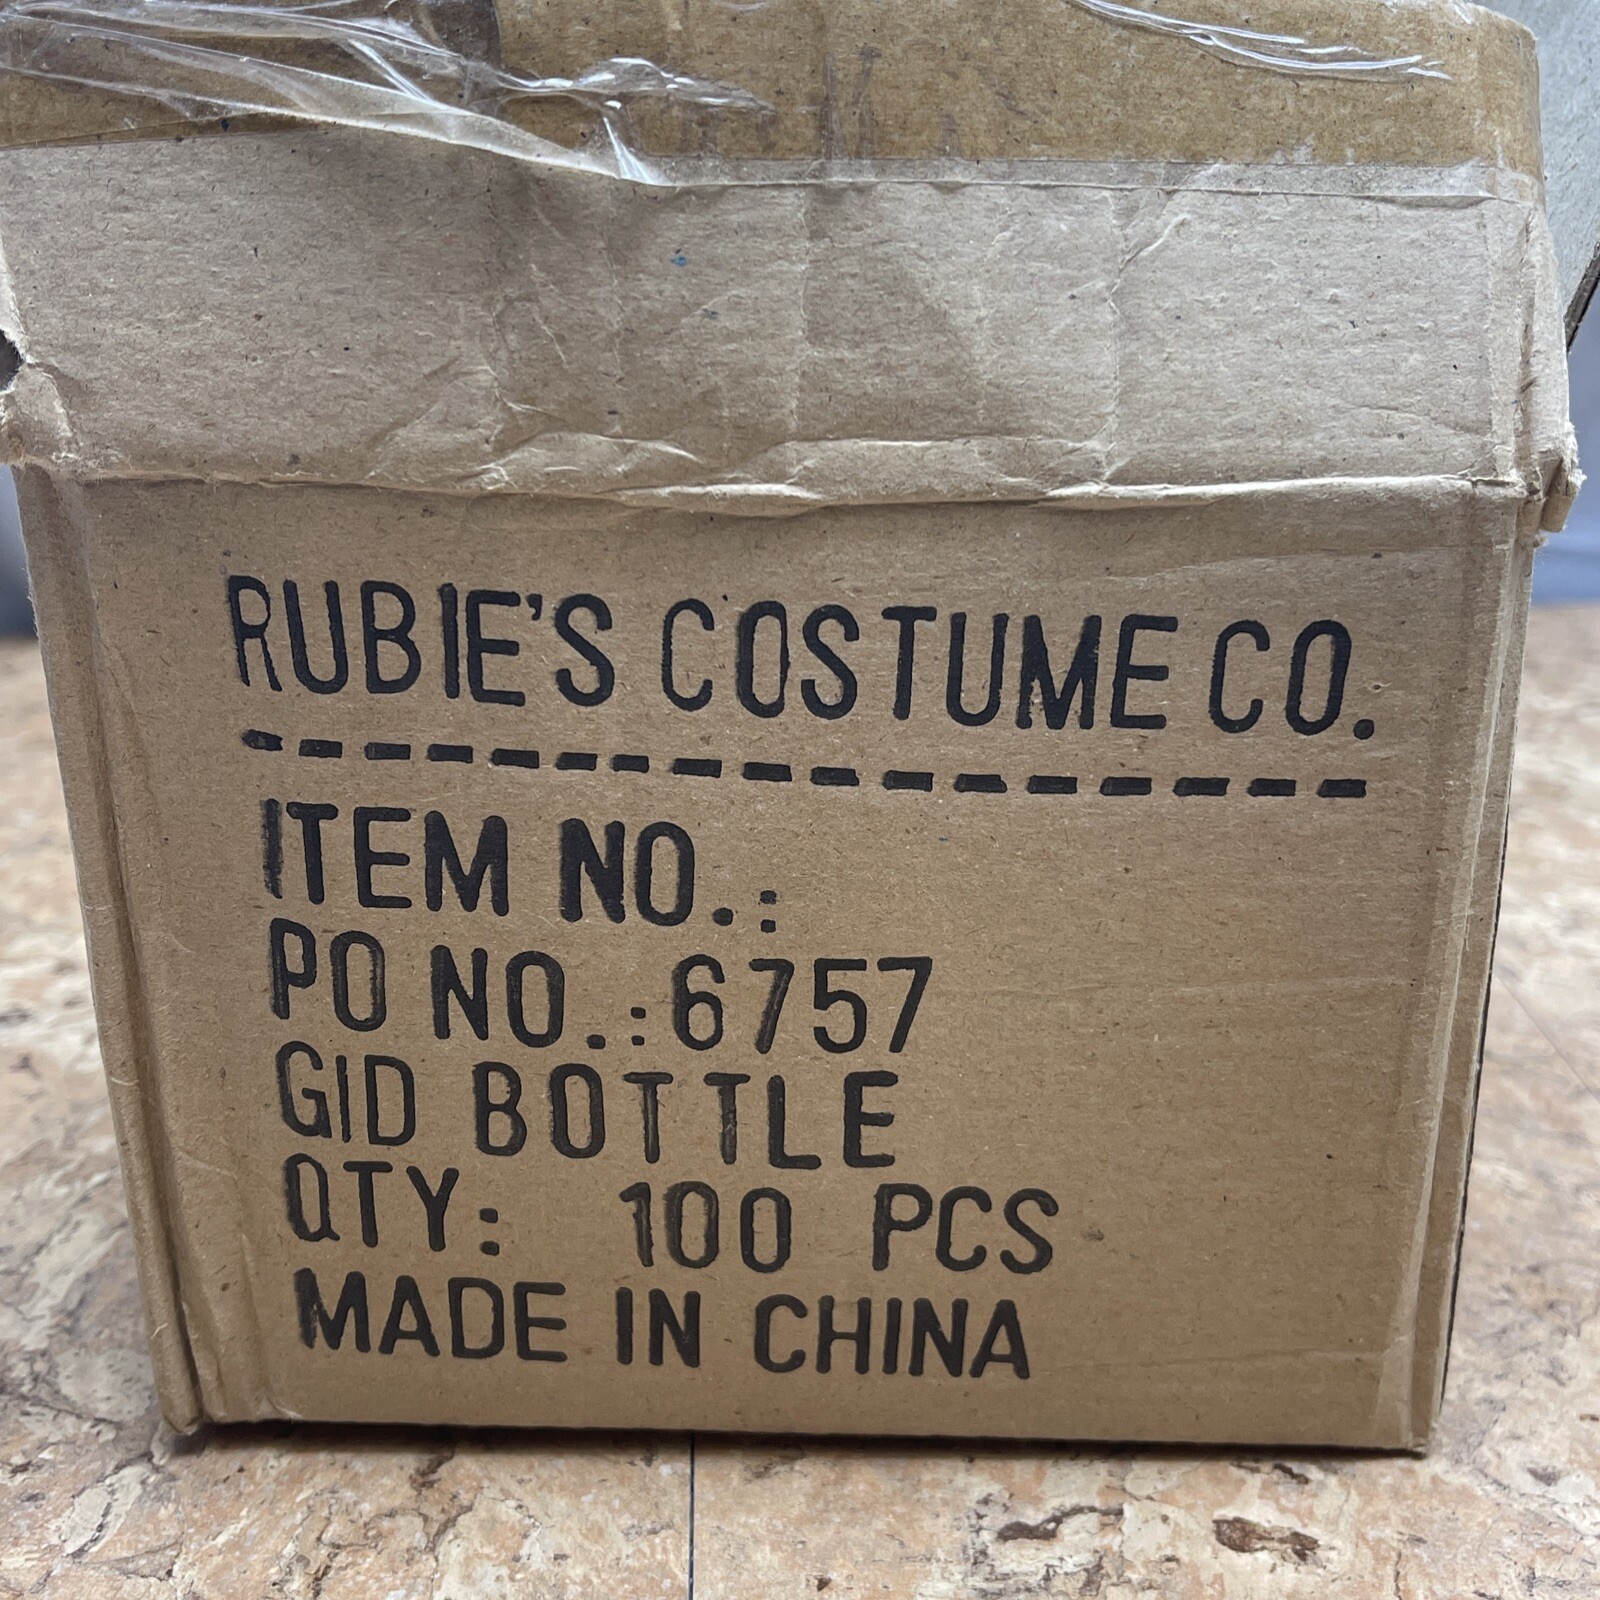 RUBIE'S COSTUME CO.
-----------------
ITEM NO.:
PO NO.:6757
GID BOTTLE
QTY: 100 PCS
MADE IN CHINA